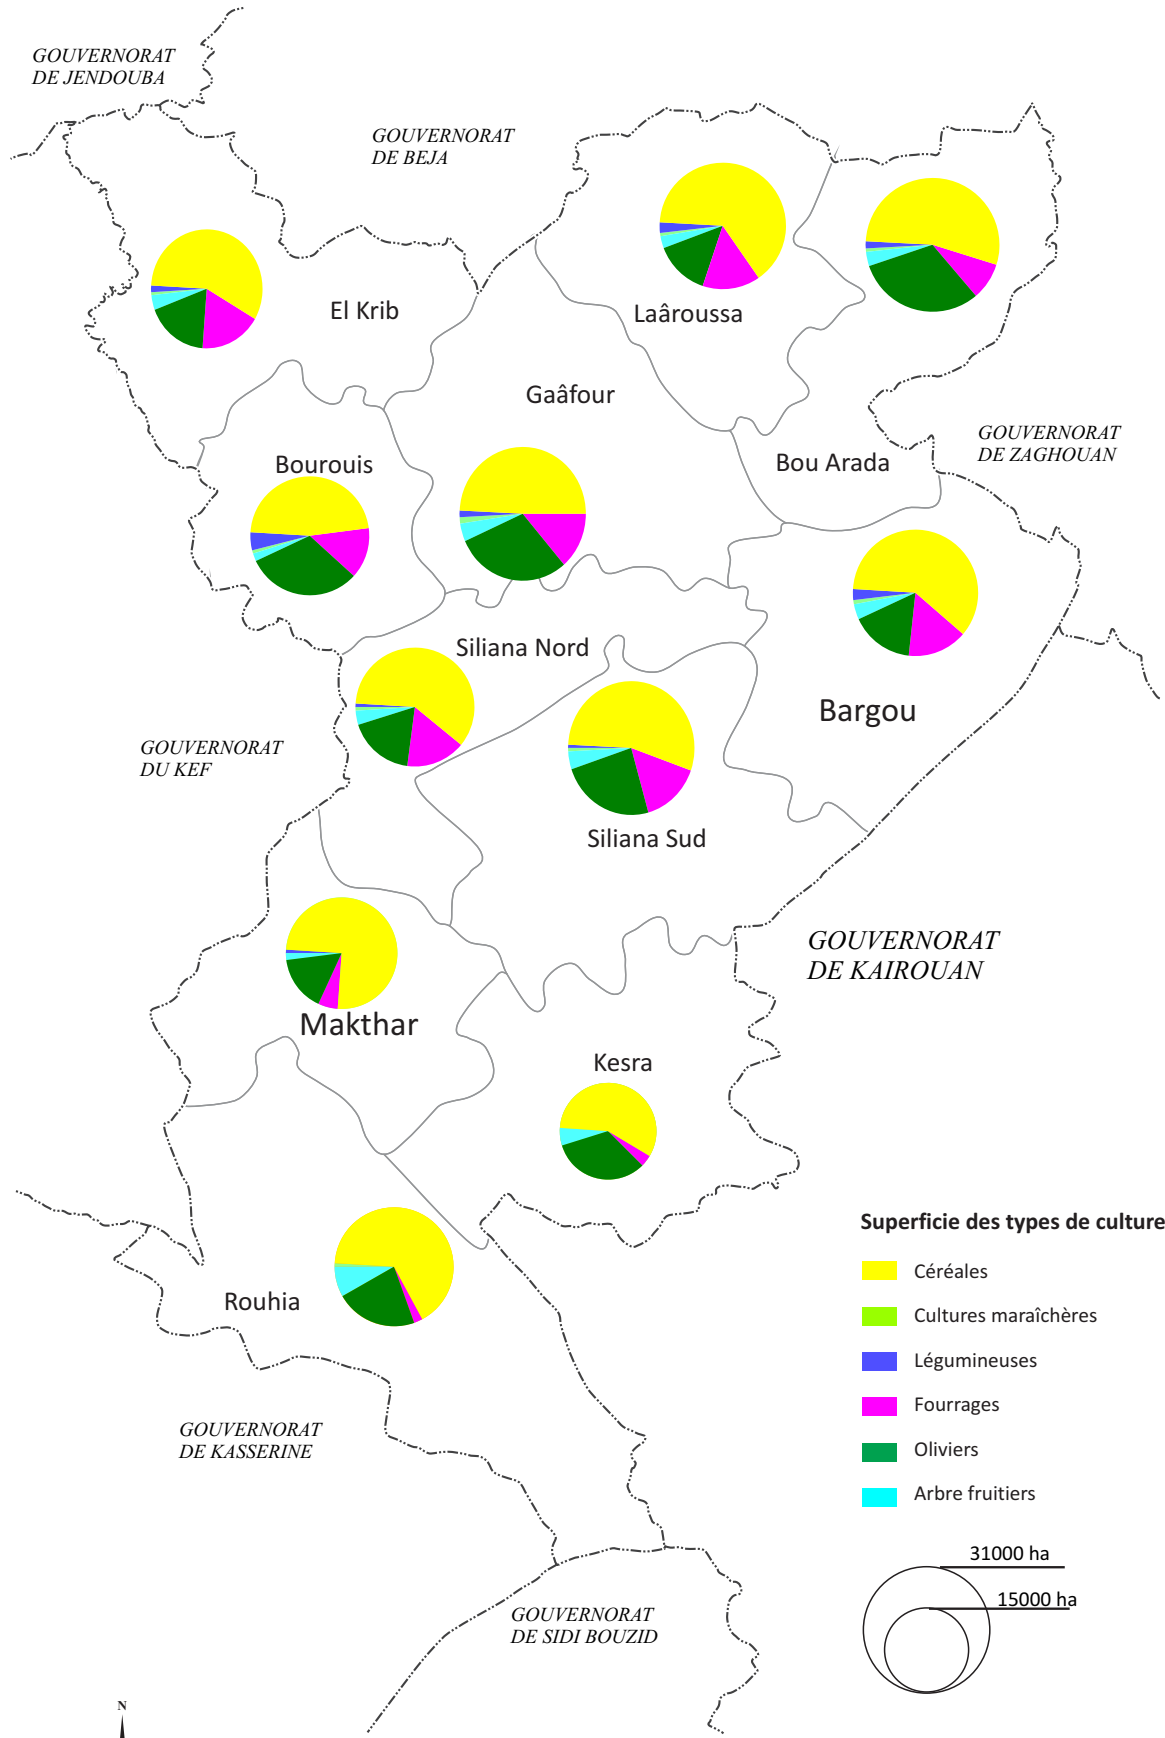 GOUVERNORAT
DE JENDOUBA
GOUVERNORAT
DE BEJA
El Krib
Laâroussa
Gaâfour
GOUVERNORAT
DE ZAGHOUAN
Bourouis
Bou Arada
Siliana Nord
Bargou
GOUVERNORAT
DU KEF
Siliana Sud
GOUVERNORAT
DE KAIROUAN
Makthar
Kesra
Rouhia
Superficie des types de culture
Céréales
Cultures maraîchères
Légumineuses
Fourrages
Oliviers
Arbre fruitiers
GOUVERNORAT
DE KASSERINE
31000 ha
15000 ha
GOUVERNORAT
DE SIDI BOUZID
N